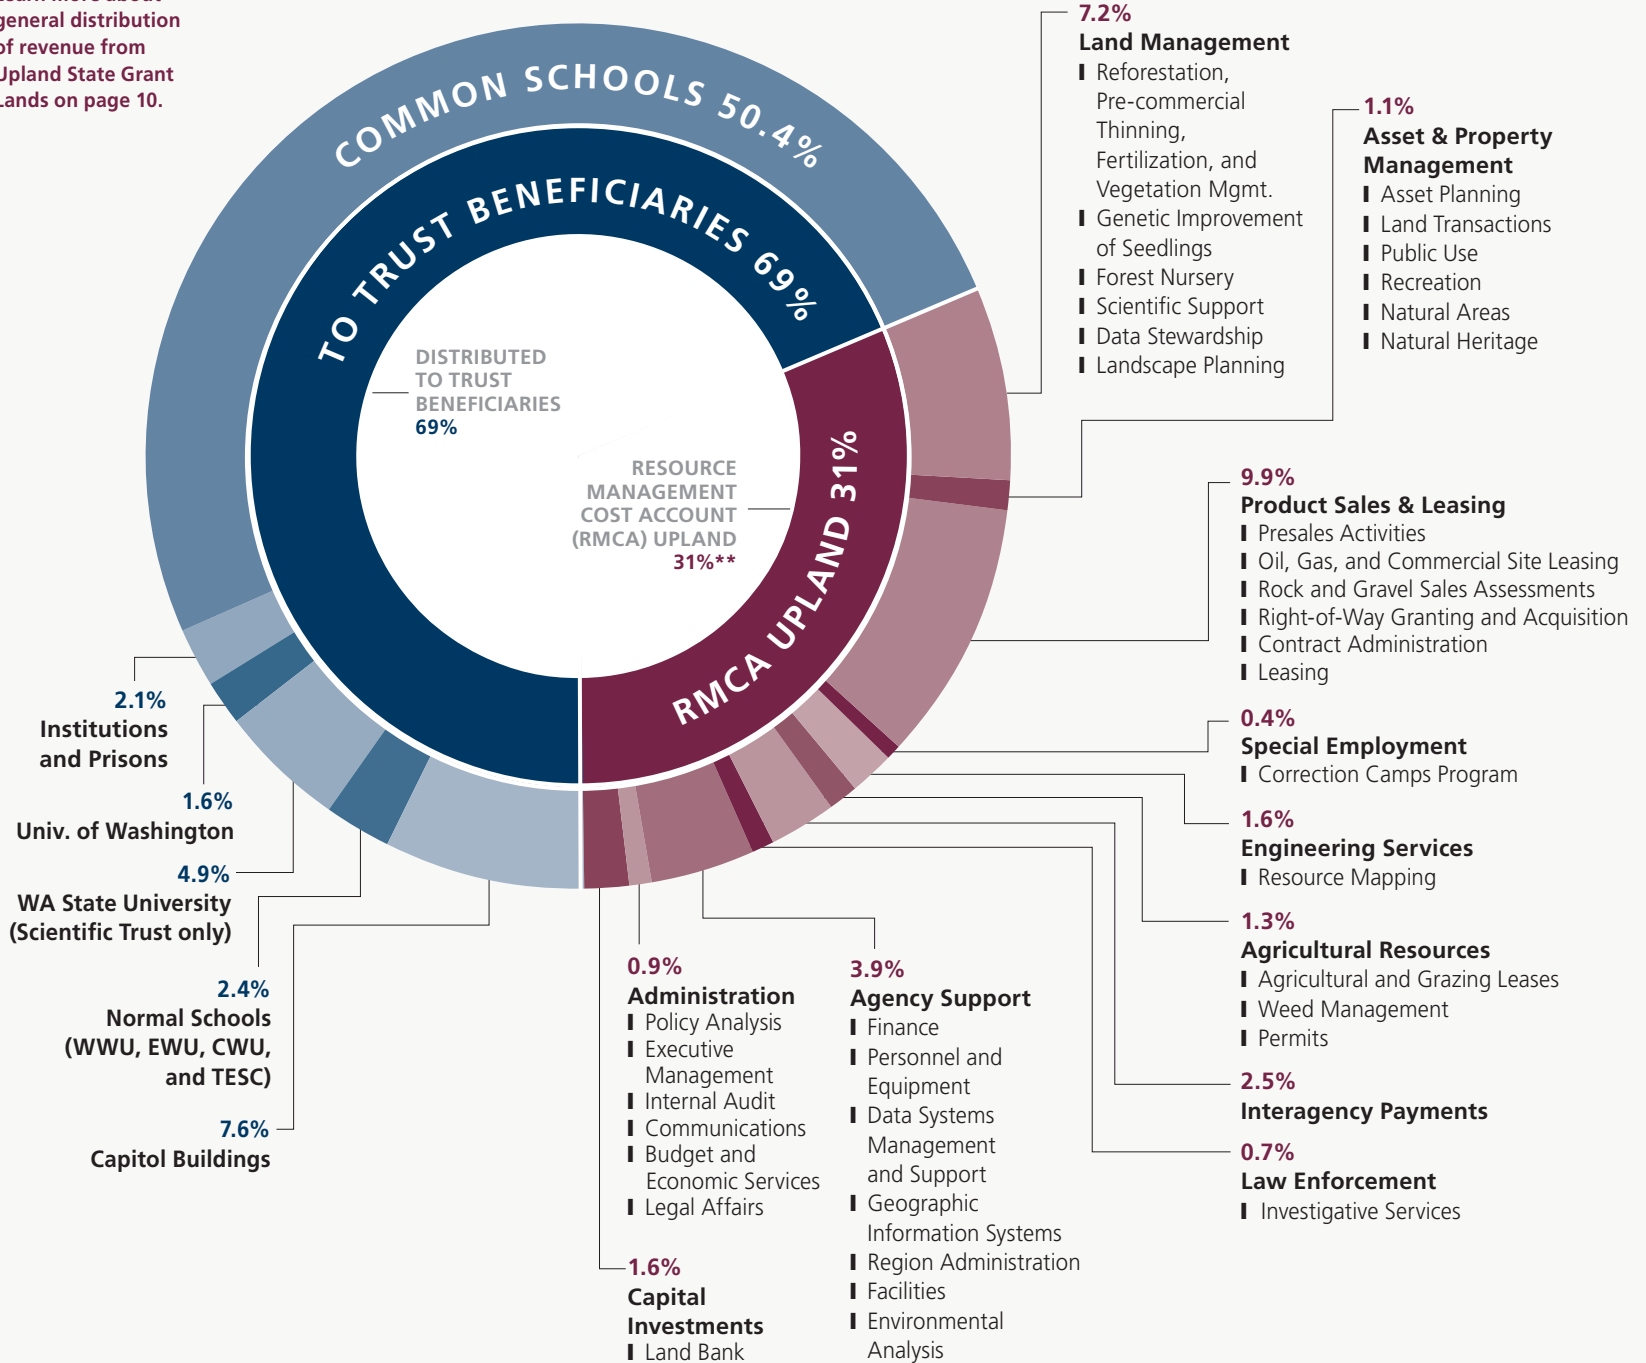 general distribution
of revenue from
Upland State Grant
Lands on page 10.
COMMON SCHOOLS 50.4%
TO TRUST BENEFICIARIES 69%
DISTRIBUTED
TO TRUST
BENEFICIARIES
69%
RESOURCE
MANAGEMENT
COST ACCOUNT
(RMCA) UPLAND
31%**
RMCA UPLAND 31%
7.2%
Land Management
Reforestation,
Pre-commercial
Thinning,
Fertilization, and
Vegetation Mgmt.
Genetic Improvement
of Seedlings
Forest Nursery
Scientific Support
Data Stewardship
Landscape Planning
1.1%
Asset & Property
Management
Asset Planning
Land Transactions
Public Use
Recreation
Natural Areas
Natural Heritage
9.9%
Product Sales & Leasing
Presales Activities
Oil, Gas, and Commercial Site Leasing
Rock and Gravel Sales Assessments
Right-of-Way Granting and Acquisition
Contract Administration
Leasing
0.4%
Special Employment
Correction Camps Program
1.6%
Engineering Services
Resource Mapping
1.3%
Agricultural Resources
Agricultural and Grazing Leases
Weed Management
Permits
2.5%
Interagency Payments
0.7%
Law Enforcement
Investigative Services
3.9%
Agency Support
Finance
Personnel and
Equipment
Data Systems
Management
and Support
Geographic
Information Systems
Region Administration
Facilities
Environmental
Analysis
0.9%
Administration
Policy Analysis
Executive
Management
Internal Audit
Communications
Budget and
Economic Services
Legal Affairs
1.6%
Capital
Investments
Land Bank
2.1%
Institutions
and Prisons
1.6%
Univ. of Washington
4.9%
WA State University
(Scientific Trust only)
2.4%
Normal Schools
(WWU, EWU, CWU,
and TESC)
7.6%
Capitol Buildings